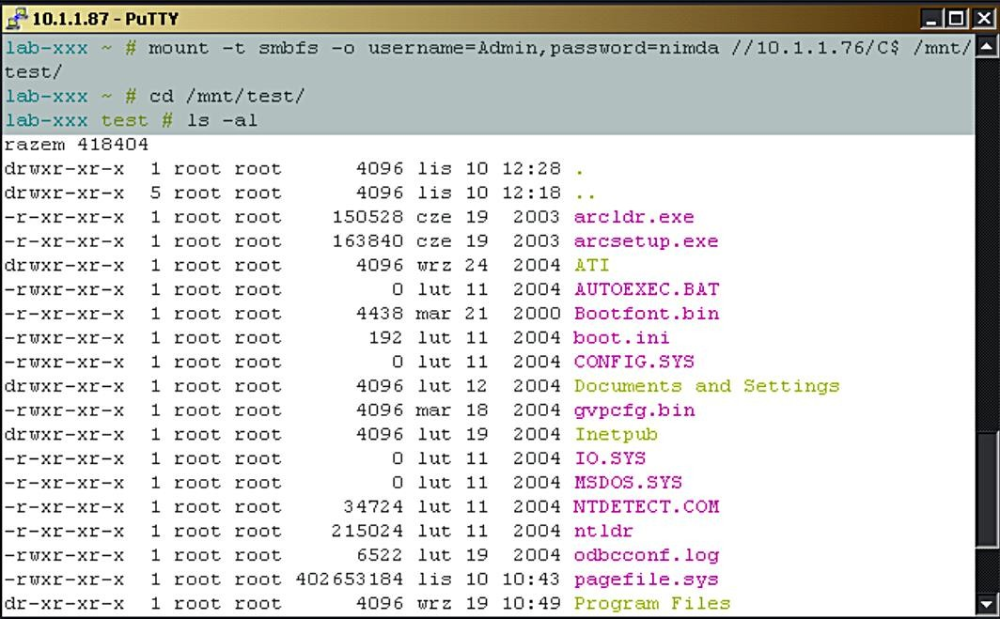 10.1.1.87 - PuTTY
lab-xxx ~ # mount -t smbfs -o username=Admin,password=nimda //10.1.1.76/C$ /mnt/
test/
lab-xxx ~ # cd /mnt/test/
lab-xxx test # ls -al
razem 418404
drwxr-xr-x 1 root root 4096 lis 10 12:28 .
drwxr-xr-x 5 root root 4096 lis 10 12:18 ..
-r-xr-xr-x 1 root root 150528 cze 19 2003 arcldr.exe
-r-xr-xr-x 1 root root 163840 cze 19 2003 arcsetup.exe
drwxr-xr-x 1 root root 4096 wrz 24 2004 ATI
-rwxr-xr-x 1 root root 0 lut 11 2004 AUTOEXEC.BAT
-r-xr-xr-x 1 root root 4438 mar 21 2000 Bootfont.bin
-rwxr-xr-x 1 root root 192 lut 11 2004 boot.ini
-rwxr-xr-x 1 root root 0 lut 11 2004 CONFIG.SYS
drwxr-xr-x 1 root root 4096 lut 12 2004 Documents and Settings
-rwxr-xr-x 1 root root 4096 mar 18 2004 gvpcfg.bin
drwxr-xr-x 1 root root 4096 lut 19 2004 Inetpub
-r-xr-xr-x 1 root root 0 lut 11 2004 IO.SYS
-r-xr-xr-x 1 root root 0 lut 11 2004 MSDOS.SYS
-r-xr-xr-x 1 root root 34724 lut 11 2004 NTDETECT.COM
-r-xr-xr-x 1 root root 215024 lut 11 2004 ntldr
-rwxr-xr-x 1 root root 6522 lut 19 2004 odbcconf.log
-rwxr-xr-x 1 root root 402653184 lis 10 10:43 pagefile.sys
dr-xr-xr-x 1 root root 4096 wrz 19 10:49 Program Files